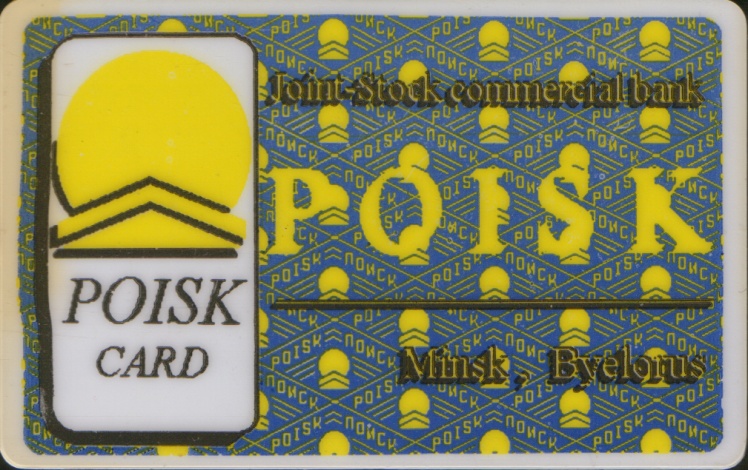 Joint-Stock commercial bank
POISK
POISK
CARD
Minsk, Byelorus